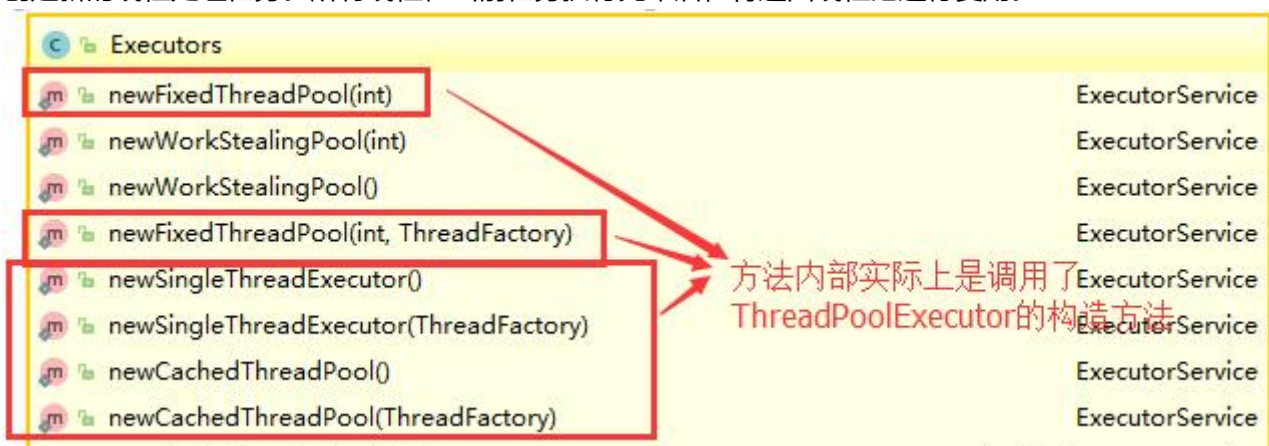 Executors
newFixedThreadPool(int) ExecutorService
newWorkStealingPool(int) ExecutorService
newWorkStealingPool() ExecutorService
newFixedThreadPool(int, ThreadFactory) ExecutorService
newSingleThreadExecutor() 方法内部实际上是调用了 ExecutorService
newSingleThreadExecutor(ThreadFactory) ThreadPoolExecutor的构造方法 ExecutorService
newCachedThreadPool() ExecutorService
newCachedThreadPool(ThreadFactory) ExecutorService